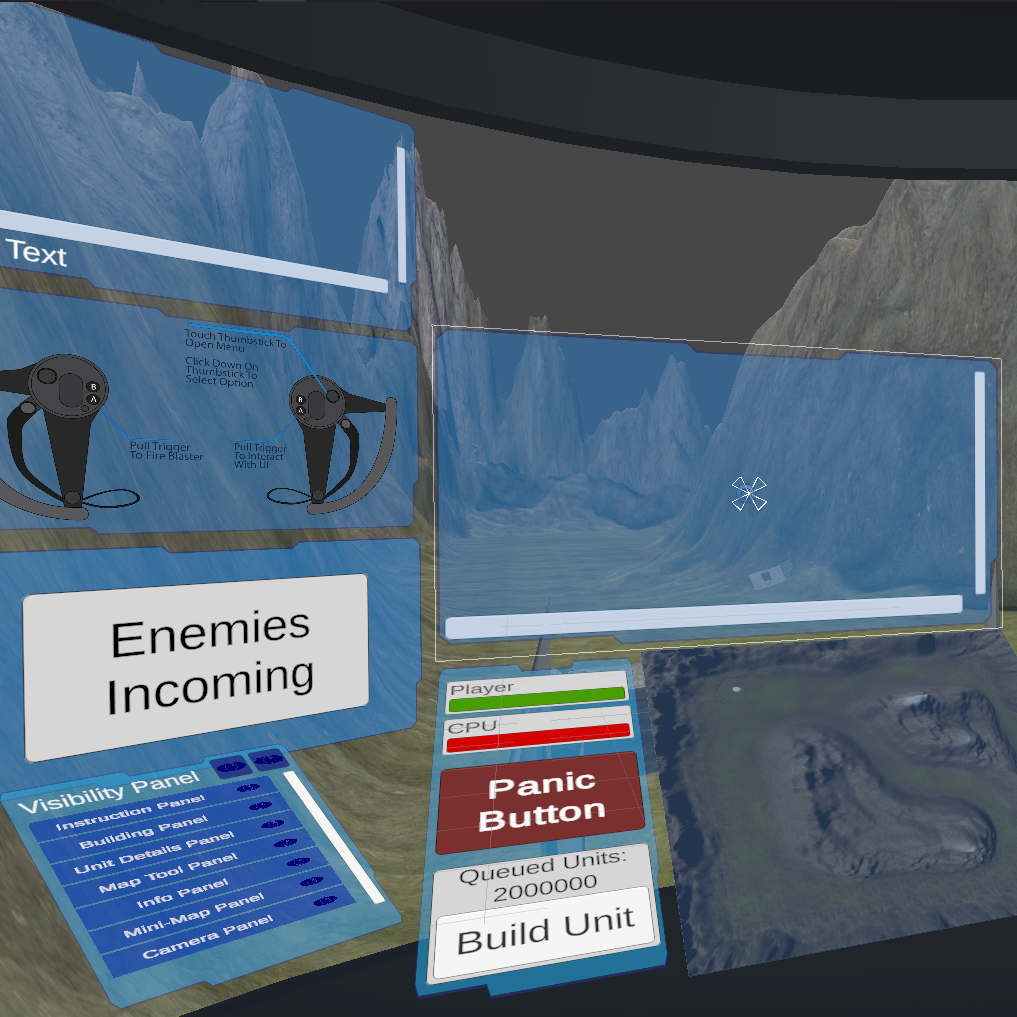 Text
Touch Thumbstick To
Open Menu
Click Down On
Thumbstick To
Select Option
B
A
B
A
Pull Trigger
To Fire Blaster
Pull Trigger
To Interact
With UI
Enemies
Incoming
Visibility Panel
Instruction Panel
Building Panel
Unit Details Panel
Map Tool Panel
Info Panel
Mini-Map Panel
Camera Panel
Player
CPU
Panic
Button
Queued Units:
2000000
Build Unit